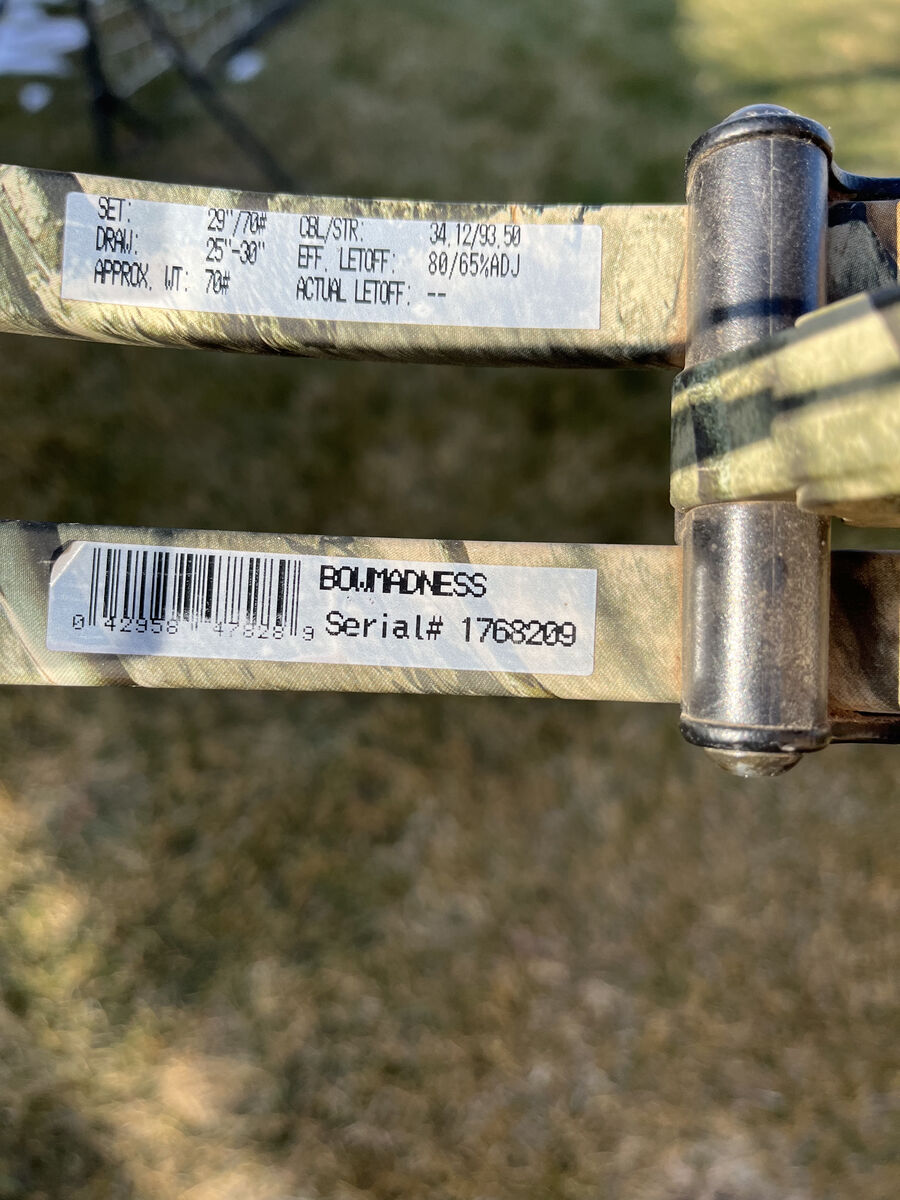 SET: 29"/70# CBL/STR: 34.12/93.50
DRAW: 25"-30" EFF. LETOFF: 80/65%ADJ
APPROX. WT: 70# ACTUAL LETOFF: --
BOWMADNESS
0 42958 47828 9 Serial# 1768209